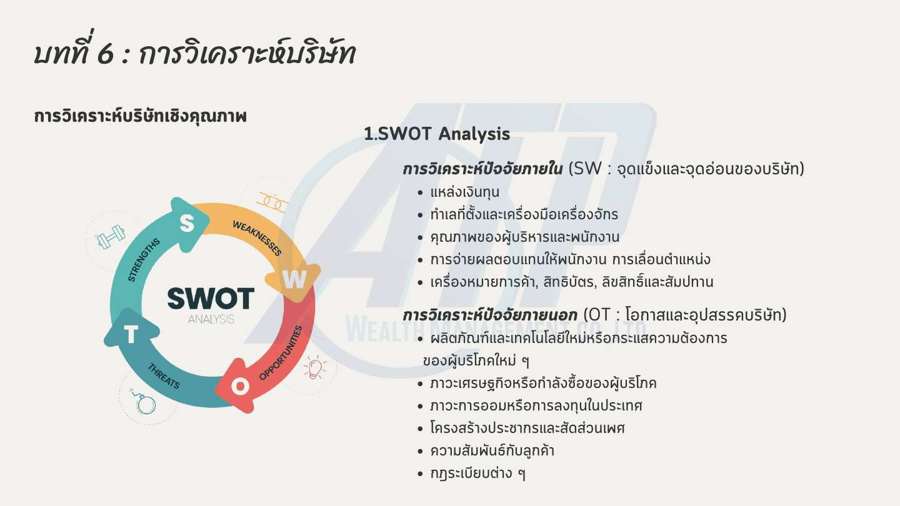 บทที่ 6 : การวิเคราะห์บริษัท
การวิเคราะห์บริษัทเชิงคุณภาพ
1.SWOT Analysis
การวิเคราะห์ปัจจัยภายใน (SW : จุดแข็งและจุดอ่อนของบริษัท)
• แหล่งเงินทุน
• ทำเลที่ตั้งและเครื่องมือเครื่องจักร
• คุณภาพของผู้บริหารและพนักงาน
• การจ่ายผลตอบแทนให้พนักงาน การเลื่อนตำแหน่ง
• เครื่องหมายการค้า, สิทธิบัตร, ลิขสิทธิ์และสัมปทาน
การวิเคราะห์ปัจจัยภายนอก (OT : โอกาสและอุปสรรคบริษัท)
• ผลิตภัณฑ์และเทคโนโลยีใหม่หรือกระแสความต้องการ
ของผู้บริโภคใหม่ ๆ
• ภาวะเศรษฐกิจหรือกำลังซื้อของผู้บริโภค
• ภาวะการออมหรือการลงทุนในประเทศ
• โครงสร้างประชากรและสัดส่วนเพศ
• ความสัมพันธ์กับลูกค้า
• กฎระเบียบต่าง ๆ
S
STRENGTHS
WEAKNESSES
W
SWOT
ANALYSIS
T
THREATS
O
OPPORTUNITIES
ATP
WEALTH MANAGEMENT CO.,LTD